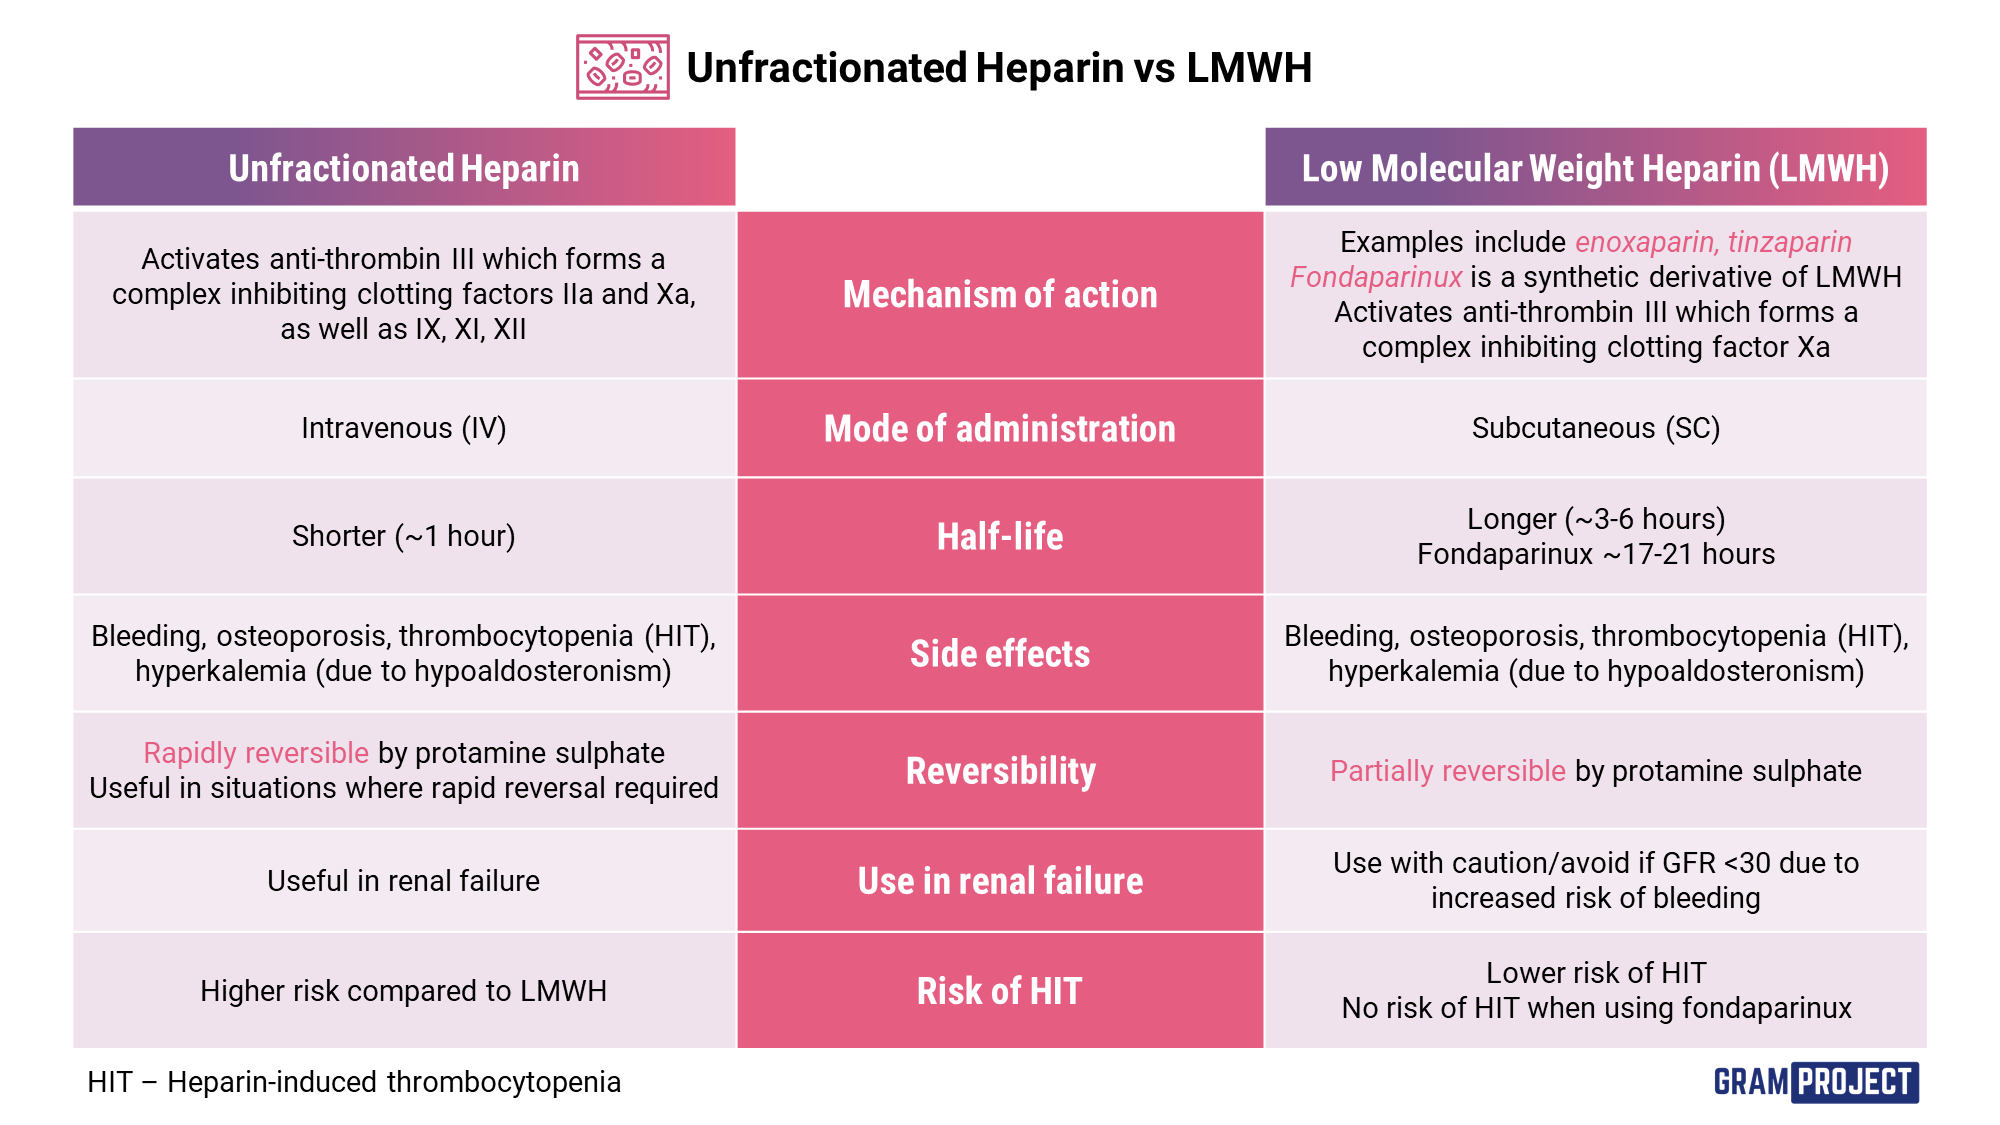 Unfractionated Heparin vs LMWH
Unfractionated Heparin
Low Molecular Weight Heparin (LMWH)
Activates anti-thrombin III which forms a
complex inhibiting clotting factors IIa and Xa,
as well as IX, XI, XII
Mechanism of action
Examples include enoxaparin, tinzaparin
Fondaparinux is a synthetic derivative of LMWH
Activates anti-thrombin III which forms a
complex inhibiting clotting factor Xa
Intravenous (IV)
Mode of administration
Subcutaneous (SC)
Shorter (~1 hour)
Half-life
Longer (~3-6 hours)
Fondaparinux ~17-21 hours
Bleeding, osteoporosis, thrombocytopenia (HIT),
hyperkalemia (due to hypoaldosteronism)
Side effects
Bleeding, osteoporosis, thrombocytopenia (HIT),
hyperkalemia (due to hypoaldosteronism)
Rapidly reversible by protamine sulphate
Useful in situations where rapid reversal required
Reversibility
Partially reversible by protamine sulphate
Useful in renal failure
Use in renal failure
Use with caution/avoid if GFR <30 due to
increased risk of bleeding
Higher risk compared to LMWH
Risk of HIT
Lower risk of HIT
No risk of HIT when using fondaparinux
HIT – Heparin-induced thrombocytopenia
GRAM PROJECT